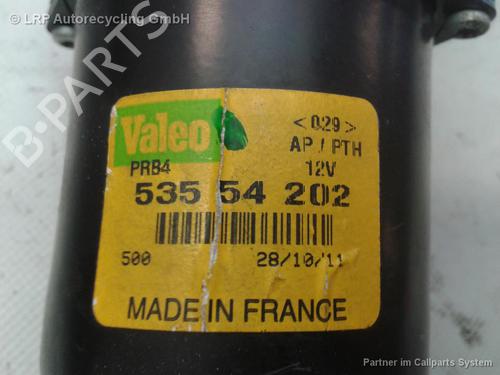 © LRP Autorecycling GmbH
B-PARTS
Valeo
<029>
AP / PTH
PRB4
12V
535 54 202
500
28/10/11
MADE IN FRANCE
Partner im Callparts System